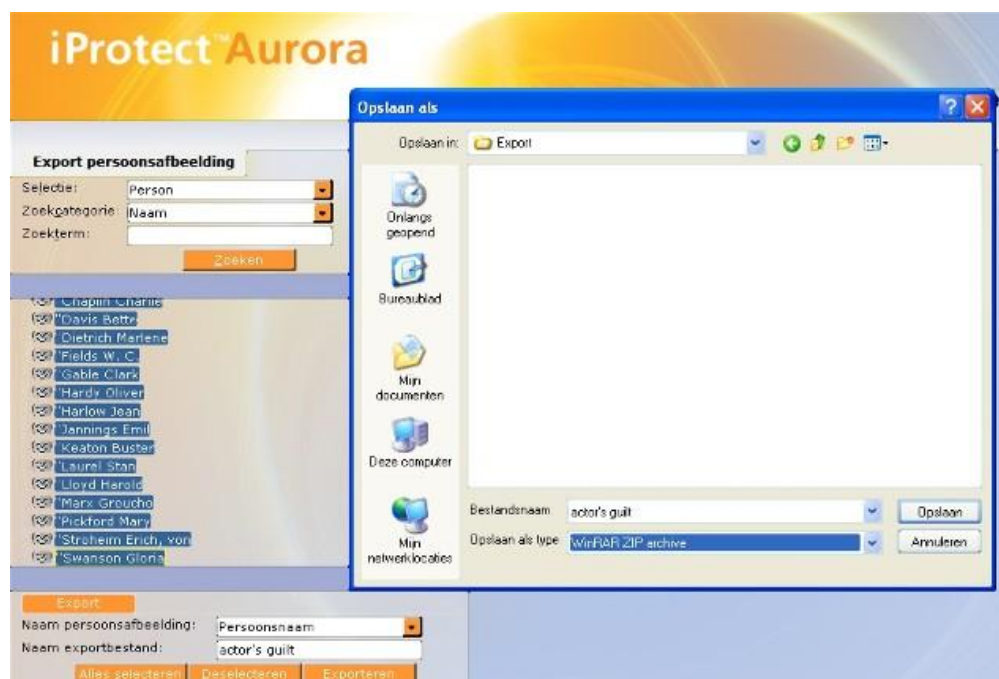 iProtect™Aurora
Export persoonsafbeelding
Selectie: Person
Zoekcategorie Naam
Zoekterm:
Zoeken
Chaplin Charlie
Davis Bette
Dietrich Marlene
Fields W. C.
Gable Clark
Hardy Oliver
Harlow Jean
Jannings Emil
Keaton Buster
Laurel Stan
Lloyd Harold
Marx Groucho
Pickford Mary
Stroheim Erich, von
Swanson Gloria
Export
Naam persoonsafbeelding: Persoonsnaam
Naam exportbestand: actor's guilt
Alles selecteren Deselecteren Exporteren
Opslaan als
Opslaan in: Export
Onlangs
geopend
Bureaublad
Mijn
documenten
Deze computer
Mijn
netwerklocaties
Bestandsnaam actor's guilt Opslaan
Opslaan als type WinRAR ZIP archive Annuleren